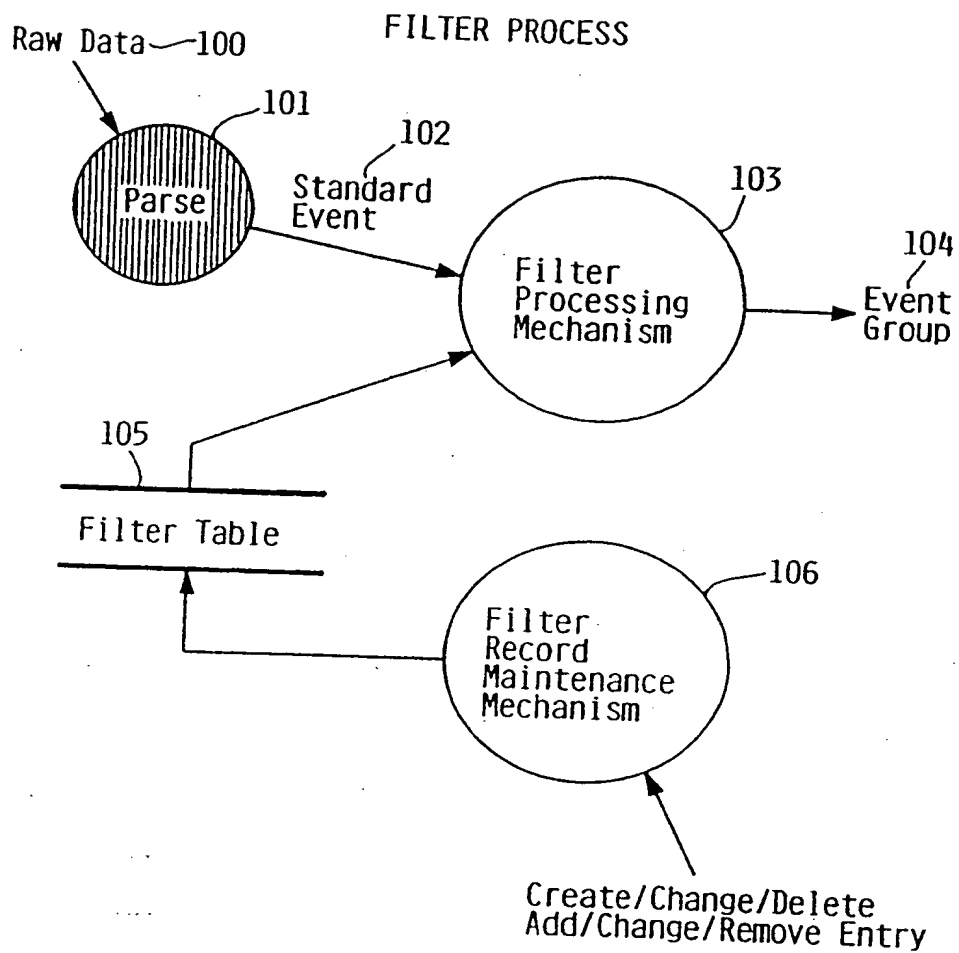 FILTER PROCESS
Raw Data 100
101
Parse
102
Standard
Event
103
Filter
Processing
Mechanism
104
Event
Group
105
Filter Table
106
Filter
Record
Maintenance
Mechanism
Create/Change/Delete
Add/Change/Remove Entry